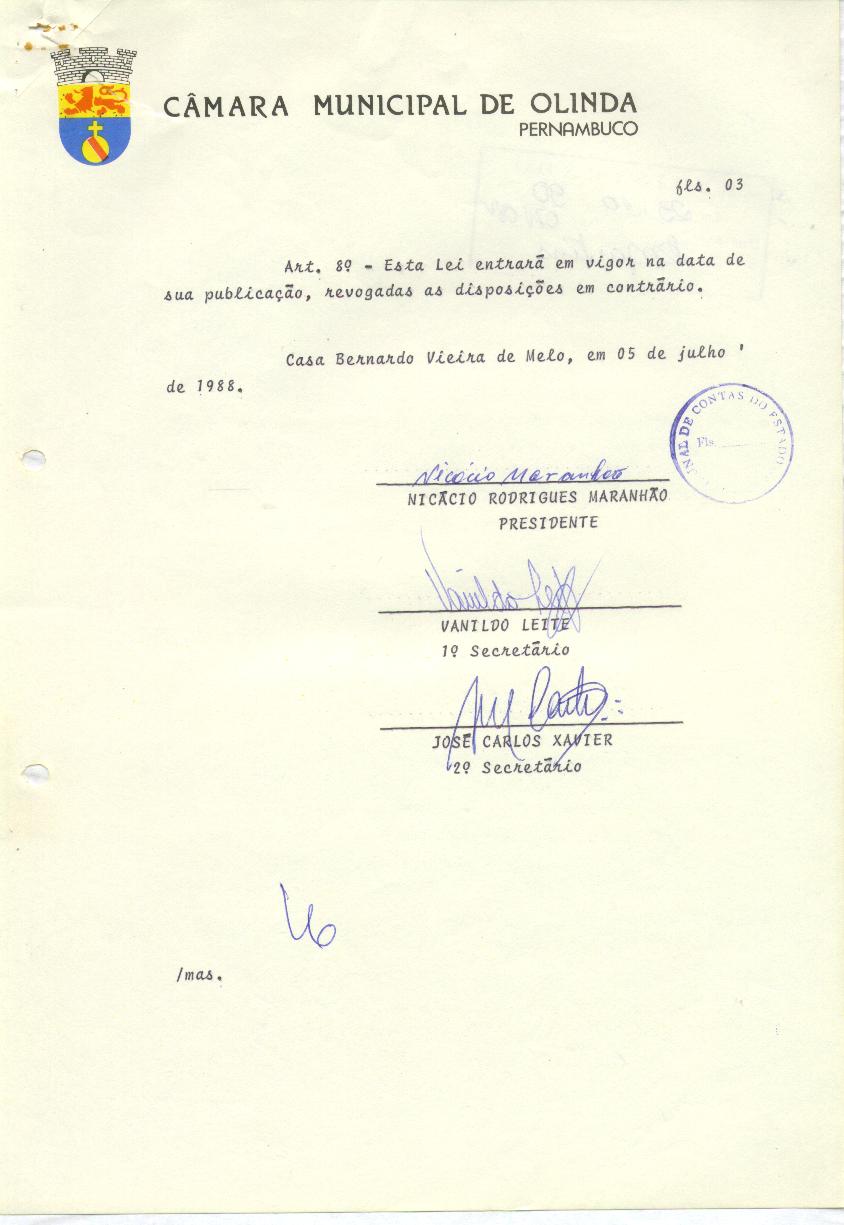 CÂMARA MUNICIPAL DE OLINDA
PERNAMBUCO
fls. 03
Art. 8º - Esta Lei entrará em vigor na data de
sua publicação, revogadas as disposições em contrário.
Casa Bernardo Vieira de Melo, em 05 de julho '
de 1988.
NAL DE CONTAS DO ESTADO
Fls.
Nicácio Maranhão
NICÁCIO RODRIGUES MARANHÃO
PRESIDENTE
Vanildo Leite
VANILDO LEITE
1º Secretário
JOSÉ CARLOS XAVIER
2º Secretário
/mas.